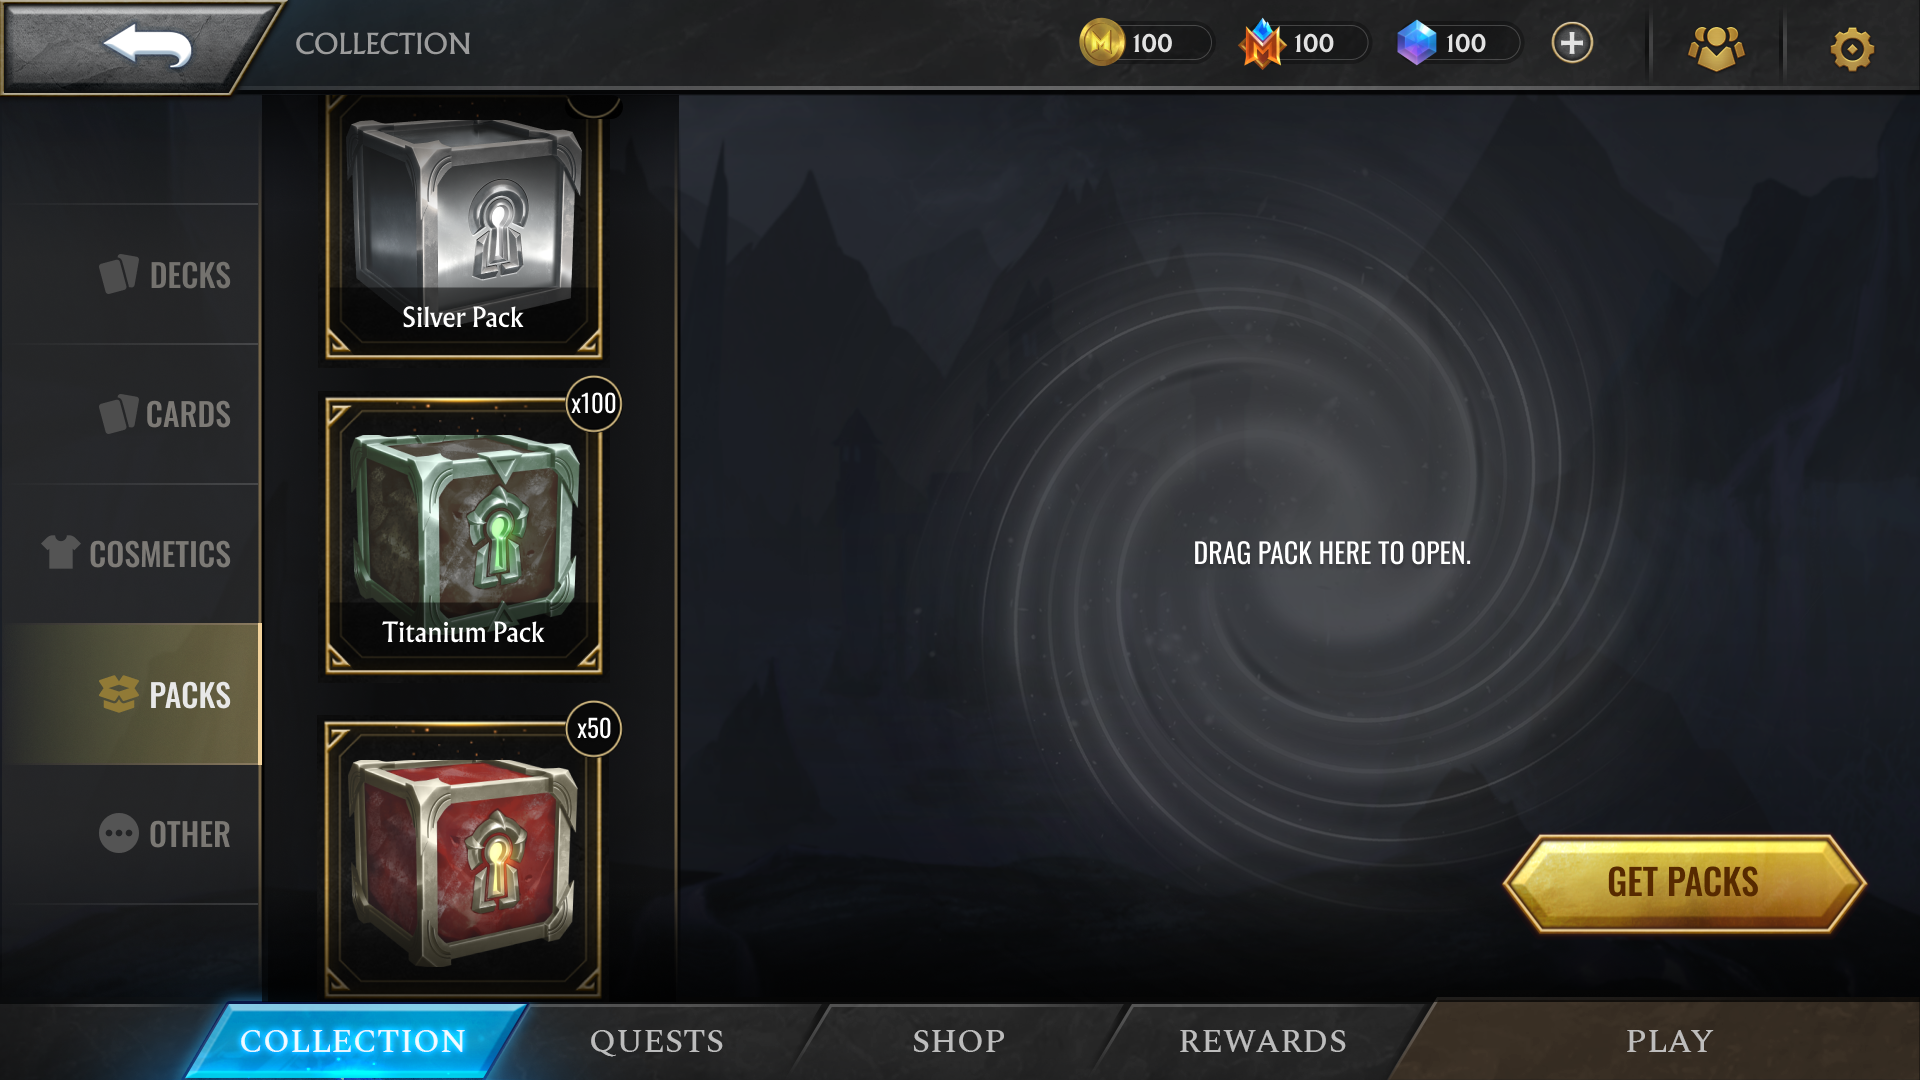 COLLECTION
100
100
100
DECKS
CARDS
COSMETICS
PACKS
OTHER
Silver Pack
x100
Titanium Pack
x50
DRAG PACK HERE TO OPEN.
GET PACKS
COLLECTION
QUESTS
SHOP
REWARDS
PLAY